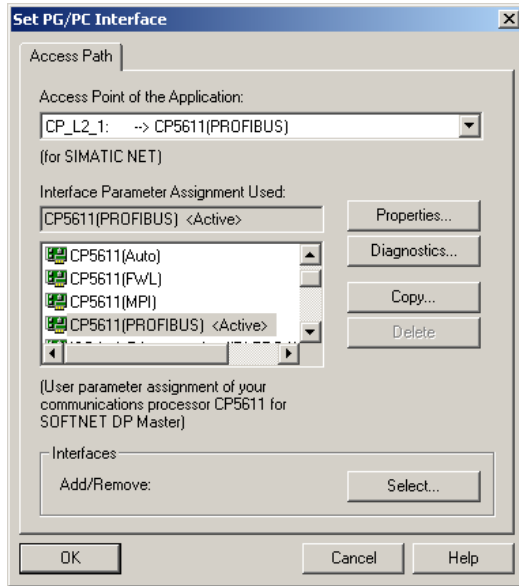 Set PG/PC Interface
Access Path
Access Point of the Application:
CP_L2_1: --> CP5611(PROFIBUS)
(for SIMATIC NET)
Interface Parameter Assignment Used:
CP5611(PROFIBUS) <Active>
Properties...
CP5611(Auto)
Diagnostics...
CP5611(FWL)
CP5611(MPI)
Copy...
CP5611(PROFIBUS) <Active>
Delete
(User parameter assignment of your
communications processor CP5611 for
SOFTNET DP Master)
Interfaces
Add/Remove:
Select...
OK
Cancel
Help